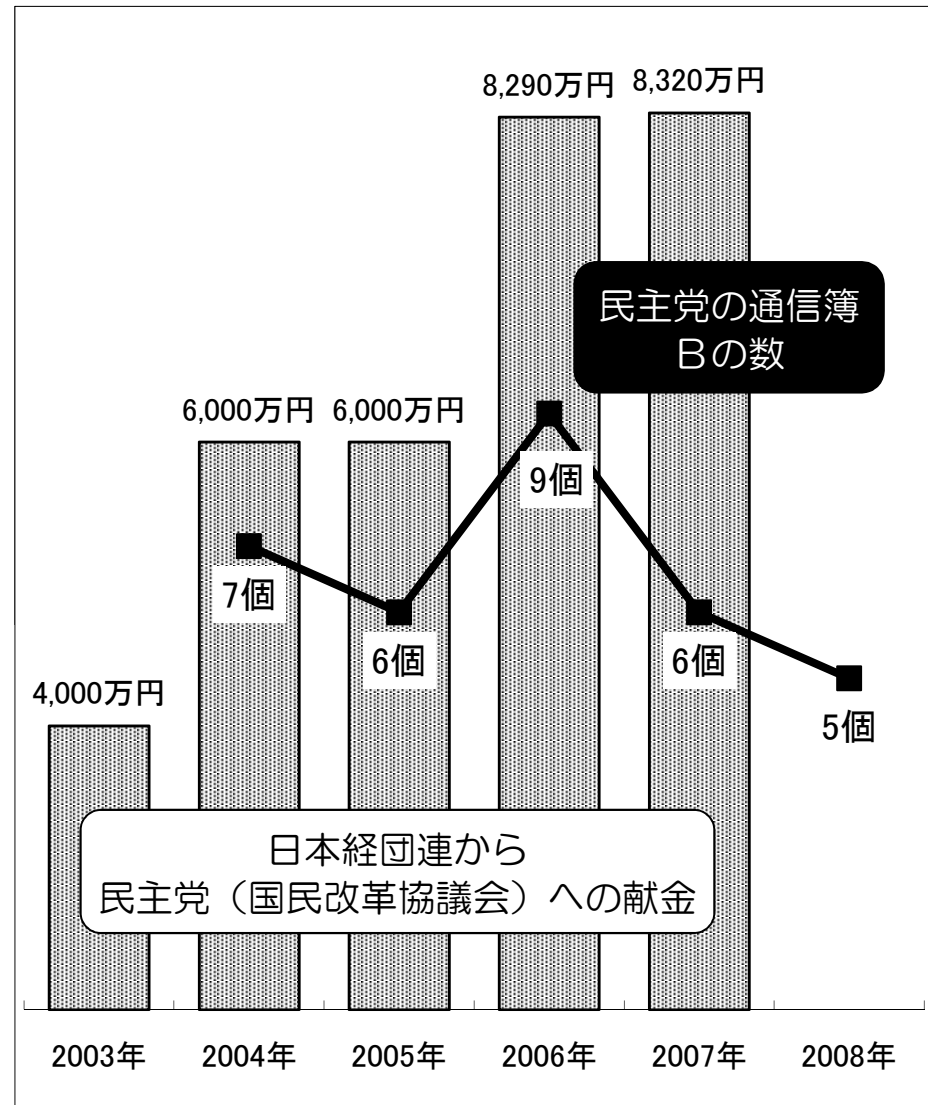 8,290万円 8,320万円
民主党の通信簿
Ｂの数
6,000万円 6,000万円
9個
7個
6個 6個
4,000万円
5個
日本経団連から
民主党（国民改革協議会）への献金
2003年 2004年 2005年 2006年 2007年 2008年